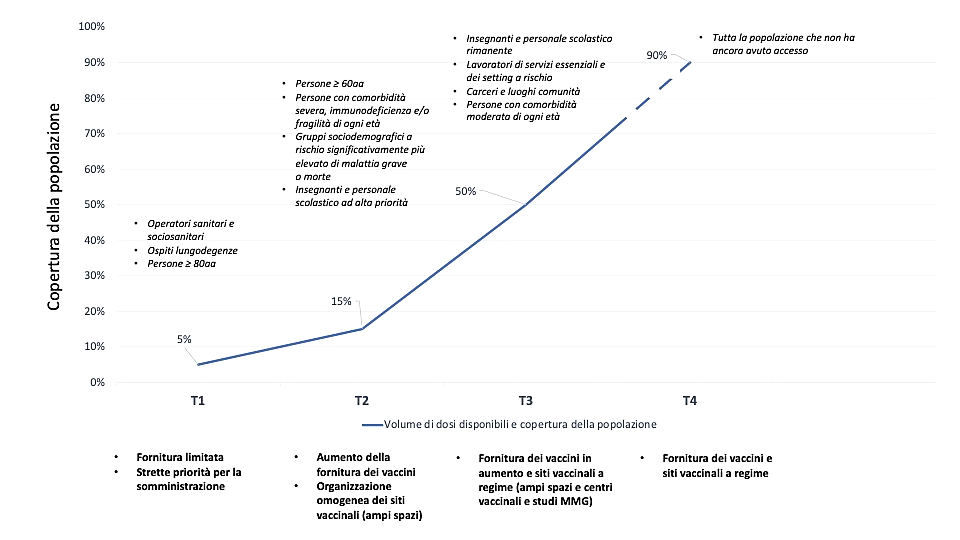 100%
90%
80%
70%
60%
50%
40%
30%
20%
10%
0%
Copertura della popolazione
• Operatori sanitari e
sociosanitari
• Ospiti lungodegenze
• Persone ≥ 80aa
5%
• Persone ≥ 60aa
• Persone con comorbidità
severa, immunodeficienza e/o
fragilità di ogni età
• Gruppi sociodemografici a
rischio significativamente più
elevato di malattia grave
o morte
• Insegnanti e personale
scolastico ad alta priorità
15%
• Insegnanti e personale scolastico
rimanente
• Lavoratori di servizi essenziali e
dei setting a rischio
• Carceri e luoghi comunità
• Persone con comorbidità
moderata di ogni età
50%
• Tutta la popolazione che non ha
ancora avuto accesso
90%
T1
T2
T3
T4
Volume di dosi disponibili e copertura della popolazione
• Fornitura limitata
• Strette priorità per la
somministrazione
• Aumento della
fornitura dei vaccini
• Organizzazione
omogenea dei siti
vaccinali (ampi spazi)
• Fornitura dei vaccini in
aumento e siti vaccinali a
regime (ampi spazi e centri
vaccinali e studi MMG)
• Fornitura dei vaccini e
siti vaccinali a regime